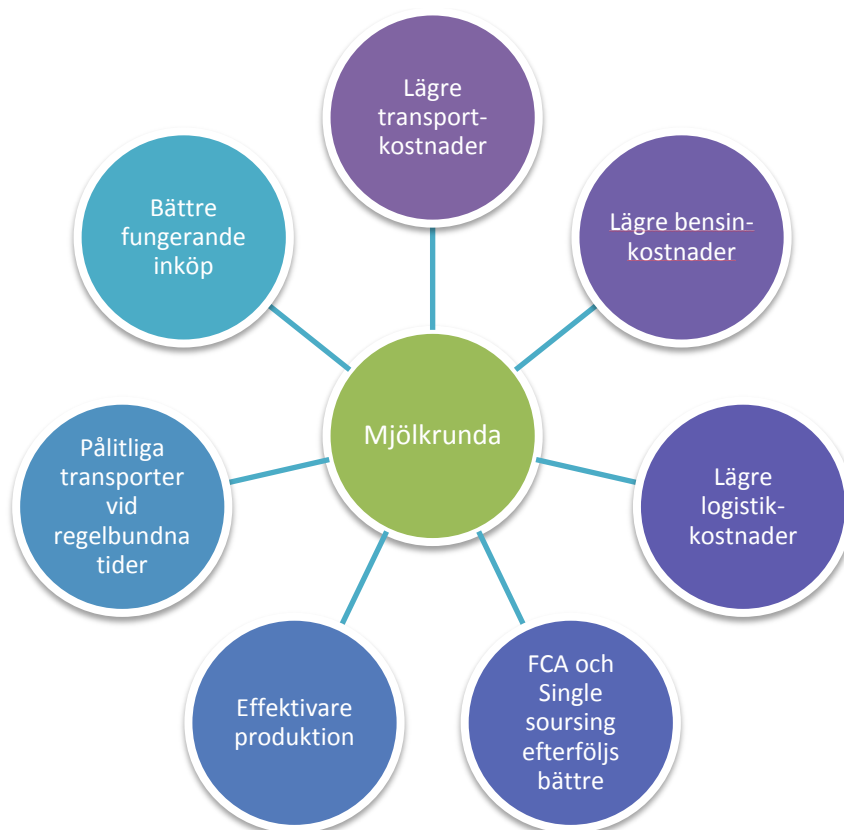 Lägre
transport-
kostnader
Lägre bensin-
kostnader
Lägre
logistik-
kostnader
FCA och
Single
soursing
efterföljs
bättre
Effektivare
produktion
Pålitliga
transporter
vid
regelbundna
tider
Bättre
fungerande
inköp
Mjölkrunda